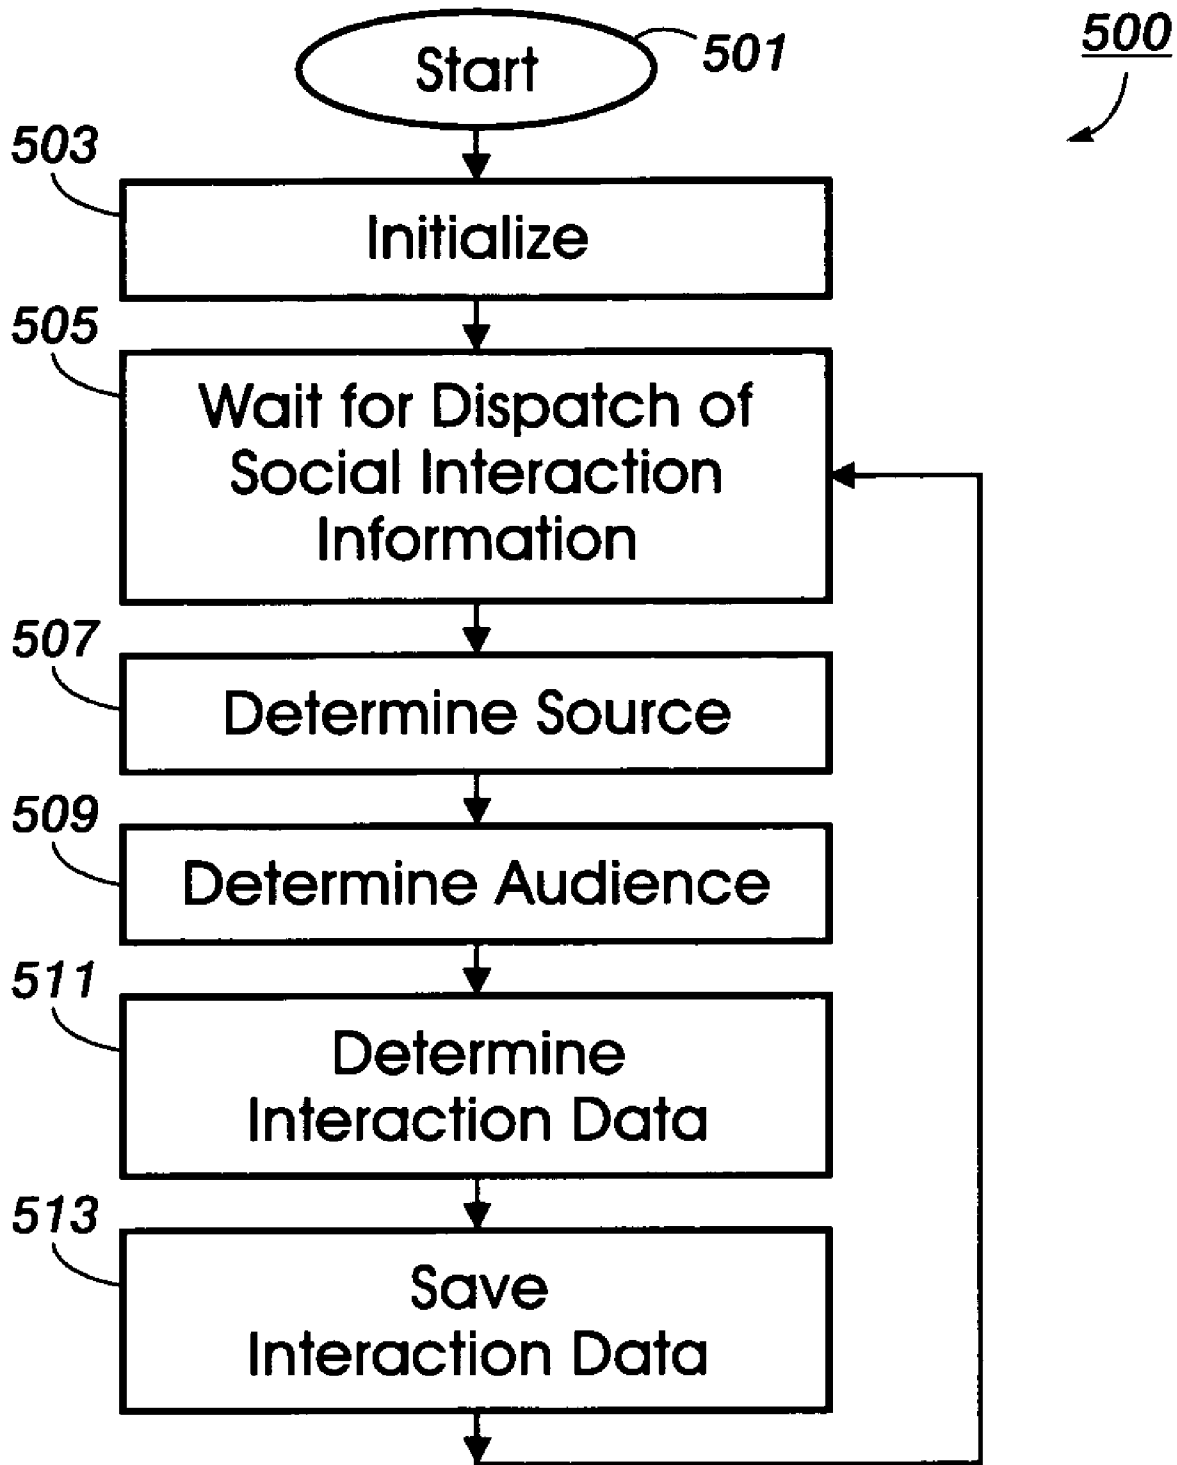 Start
501
500
503
Initialize
505
Wait for Dispatch of
Social Interaction
Information
507
Determine Source
509
Determine Audience
511
Determine
Interaction Data
513
Save
Interaction Data